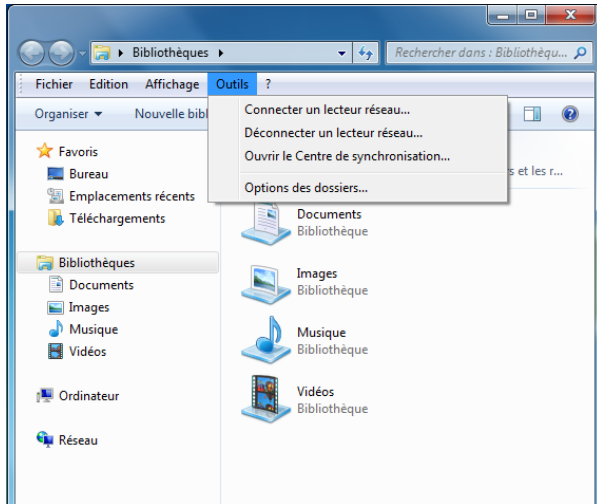 Bibliothèques
Rechercher dans : Bibliothèqu...
Fichier Edition Affichage Outils ?
Organiser Nouvelle bibl
Connecter un lecteur réseau...
Déconnecter un lecteur réseau...
Ouvrir le Centre de synchronisation...
Options des dossiers...
s et les r...
Favoris
Bureau
Emplacements récents
Téléchargements
Bibliothèques
Documents
Images
Musique
Vidéos
Ordinateur
Réseau
Documents
Bibliothèque
Images
Bibliothèque
Musique
Bibliothèque
Vidéos
Bibliothèque